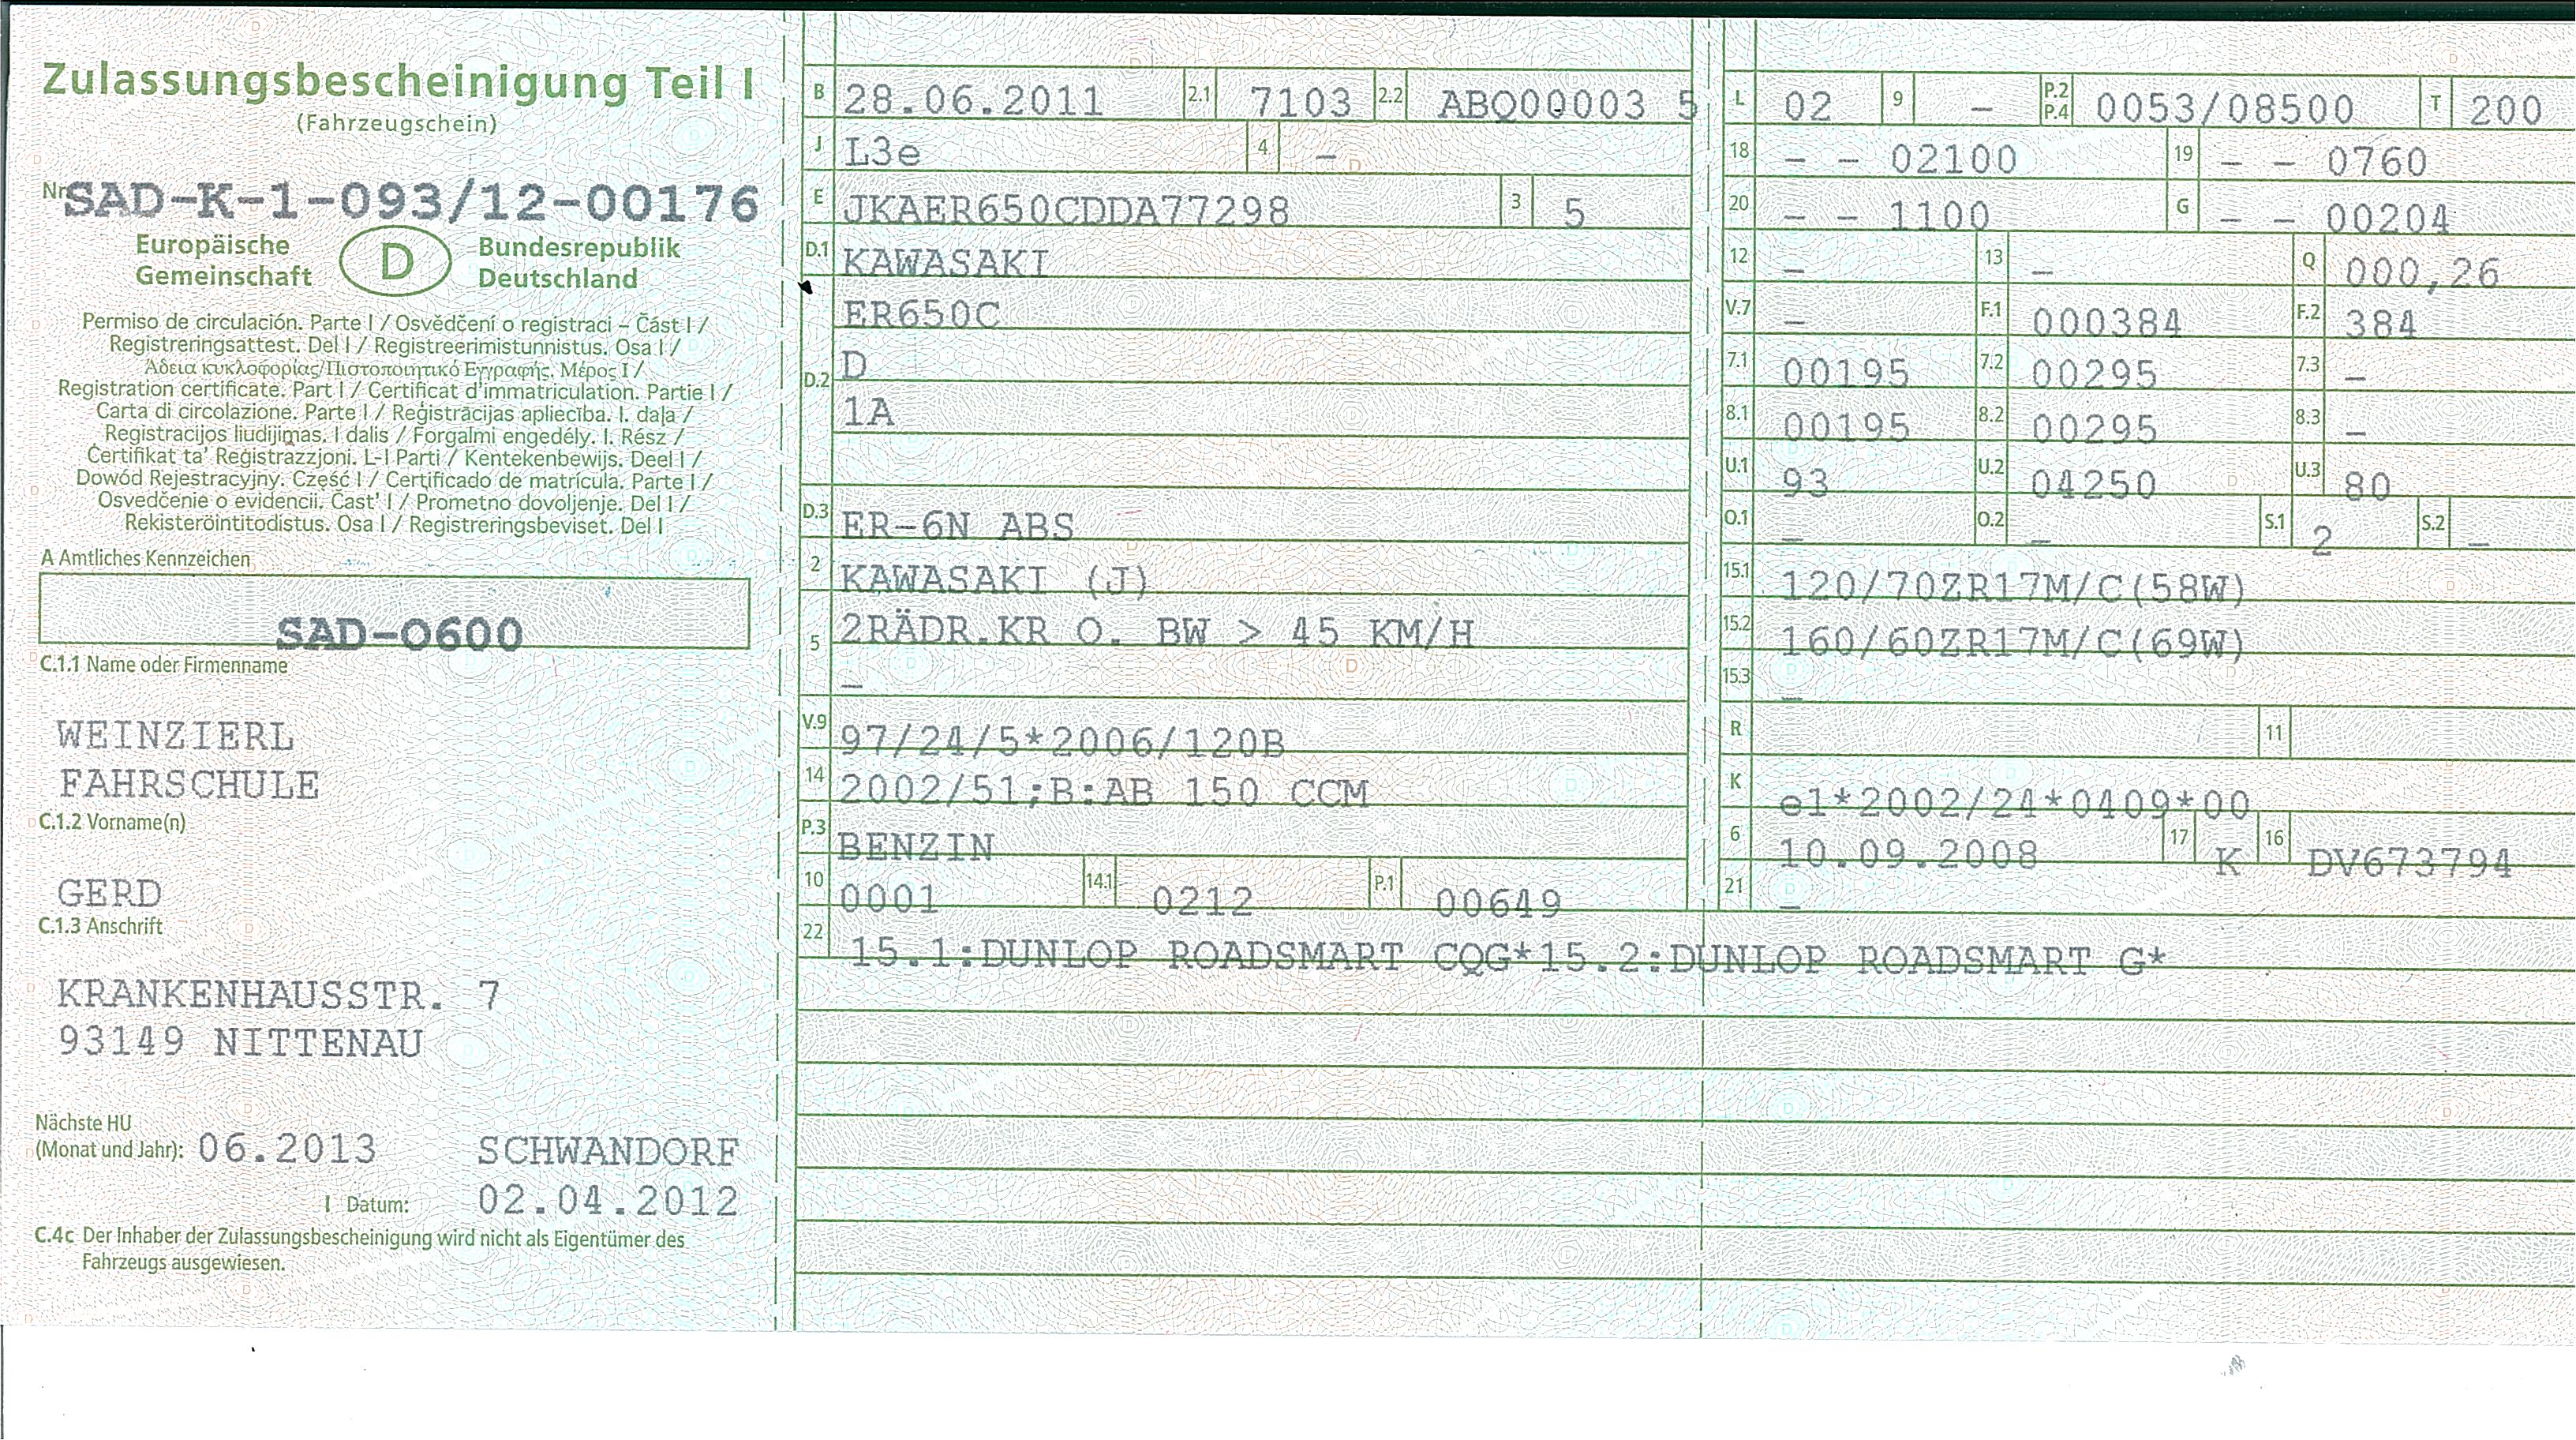 Zulassungsbescheinigung Teil I
(Fahrzeugschein)
Nr. SAD-K-1-093/12-00176
Europäische Gemeinschaft D Bundesrepublik Deutschland
Permiso de circulación. Parte I / Osvědčení o registraci – Část I /
Registreringsattest. Del I / Registreerimistunnistus. Osa I /
Άδεια κυκλοφορίας/Πιστοποιητικό Εγγραφής. Μέρος I /
Registration certificate. Part I / Certificat d'immatriculation. Partie I /
Carta di circolazione. Parte I / Reģistrācijas apliecība. I. daļa /
Registracijos liudijimas. I dalis / Forgalmi engedély. I. Rész /
Ċertifikat ta' Reġistrazzjoni. L-I Parti / Kentekenbewijs. Deel I /
Dowód Rejestracyjny. Część I / Certificado de matrícula. Parte I /
Osvedčenie o evidencii. Čast' I / Prometno dovoljenje. Del I /
Rekisteröintitodistus. Osa I / Registreringsbeviset. Del I
A Amtliches Kennzeichen
SAD-O600
C.1.1 Name oder Firmenname
WEINZIERL
FAHRSCHULE
C.1.2 Vorname(n)
GERD
C.1.3 Anschrift
KRANKENHAUSSTR. 7
93149 NITTENAU
Nächste HU
(Monat und Jahr): 06.2013 SCHWANDORF
I Datum: 02.04.2012
C.4c Der Inhaber der Zulassungsbescheinigung wird nicht als Eigentümer des
Fahrzeugs ausgewiesen.
B 28.06.2011 2.1 7103 2.2 ABQ00003 5
J L3e 4 –
E JKAER650CDDA77298 3 5
D.1 KAWASAKI
D.2 ER650C
D
1A
D.3 ER-6N ABS
2 KAWASAKI (J)
5 2RÄDR.KR O. BW > 45 KM/H
–
V.9 97/24/5*2006/120B
14 2002/51;B:AB 150 CCM
P.3 BENZIN
10 0001 14.1 0212 P.1 00649
22 15.1:DUNLOP ROADSMART CQG*15.2:DUNLOP ROADSMART G*
L 02 9 – P.2 P.4 0053/08500 T 200
18 – – 02100 19 – – 0760
20 – – 1100 G – – 00204
12 – 13 – Q 000,26
V.7 – F.1 000384 F.2 384
7.1 00195 7.2 00295 7.3 –
8.1 00195 8.2 00295 8.3 –
U.1 93 U.2 04250 U.3 80
O.1 – O.2 – S.1 2 S.2 –
15.1 120/70ZR17M/C(58W)
15.2 160/60ZR17M/C(69W)
15.3 –
R 11
K e1*2002/24*0409*00
6 10.09.2008 17 K 16 DV673794
21 –